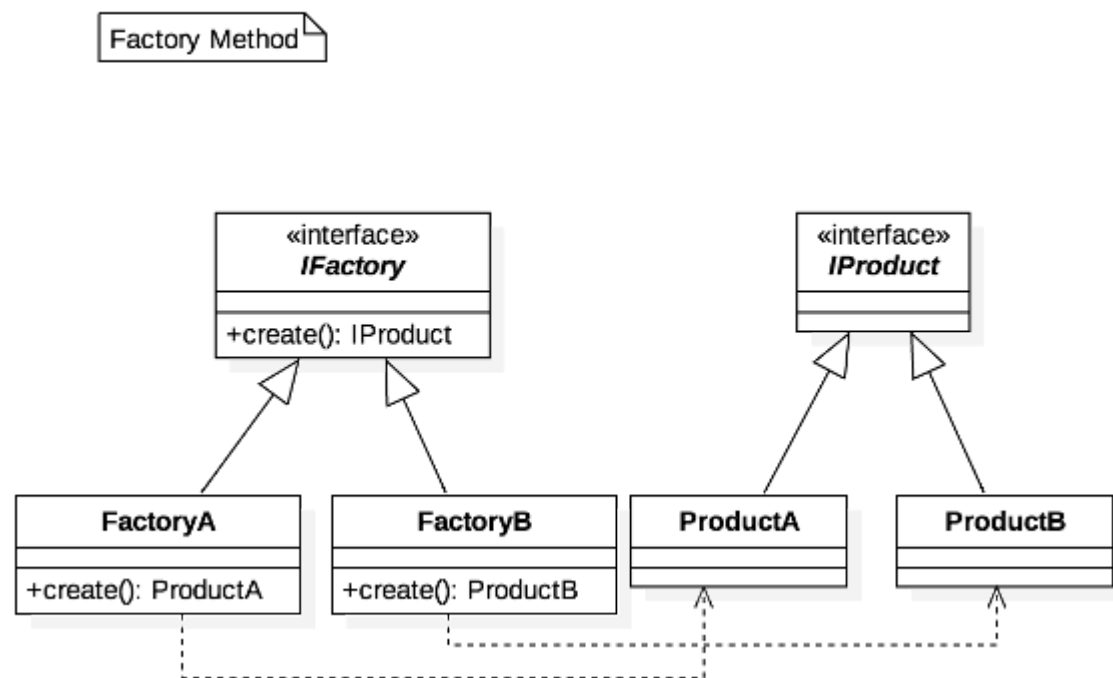 Factory Method
«interface»
IFactory
+create(): IProduct
«interface»
IProduct
FactoryA
+create(): ProductA
FactoryB
+create(): ProductB
ProductA
ProductB